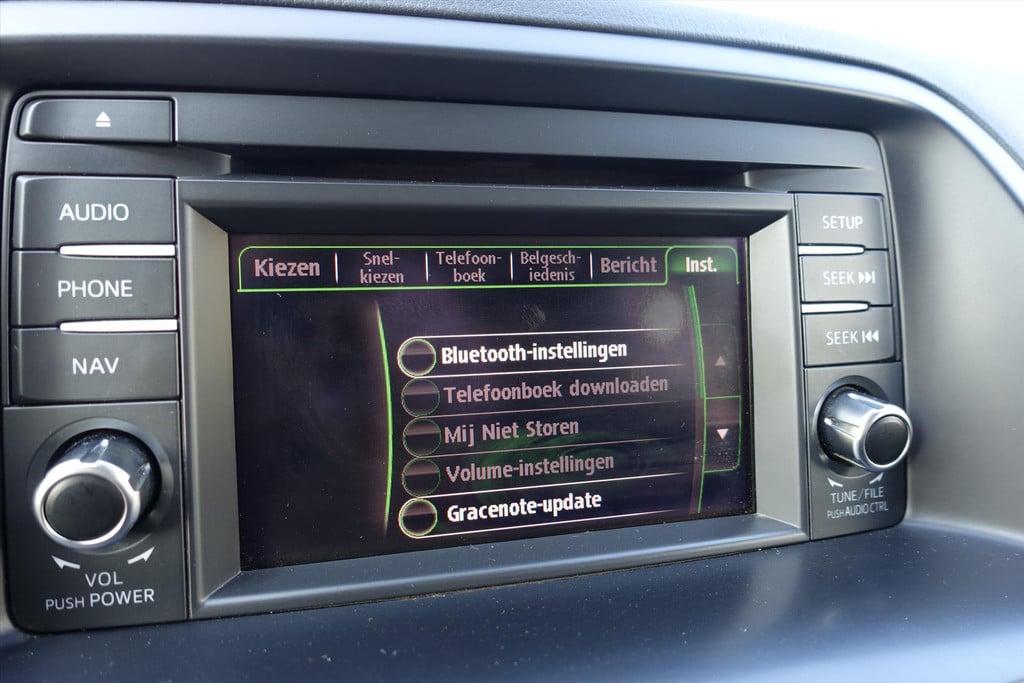 AUDIO
PHONE
NAV
VOL
PUSH POWER
Kiezen
Snel-
kiezen
Telefoon-
boek
Belgesch-
iedenis
Bericht
Inst.
Bluetooth-instellingen
Telefoonboek downloaden
Mij Niet Storen
Volume-instellingen
Gracenote-update
SETUP
SEEK
SEEK
TUNE/FILE
PUSH AUDIO CTRL